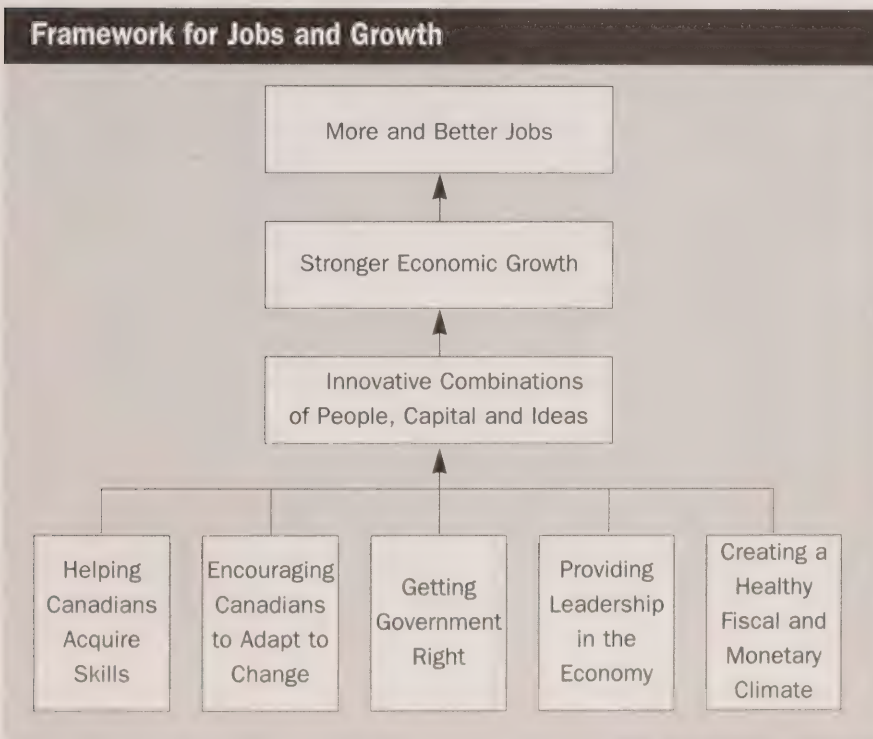 Framework for Jobs and Growth
More and Better Jobs
Stronger Economic Growth
Innovative Combinations
of People, Capital and Ideas
Helping
Canadians
Acquire
Skills
Encouraging
Canadians
to Adapt to
Change
Getting
Government
Right
Providing
Leadership
in the
Economy
Creating a
Healthy
Fiscal and
Monetary
Climate